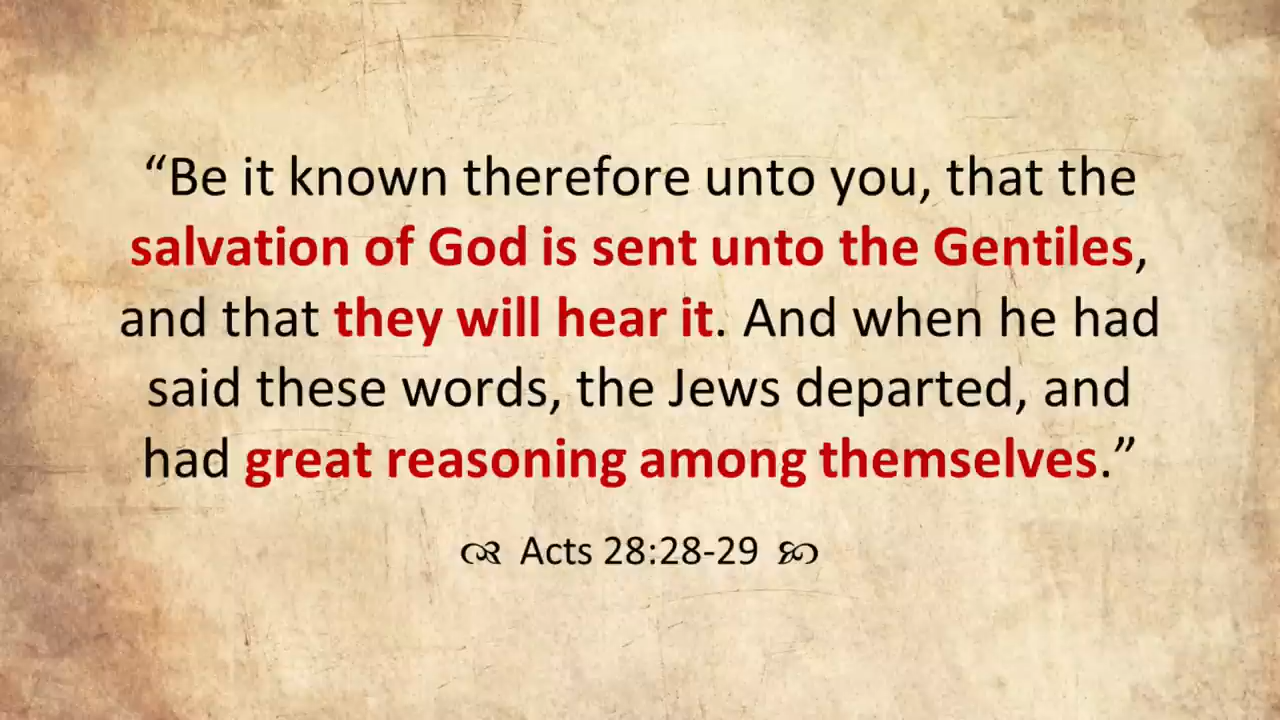 “Be it known therefore unto you, that the
salvation of God is sent unto the Gentiles,
and that they will hear it. And when he had
said these words, the Jews departed, and
had great reasoning among themselves.”
Acts 28:28-29